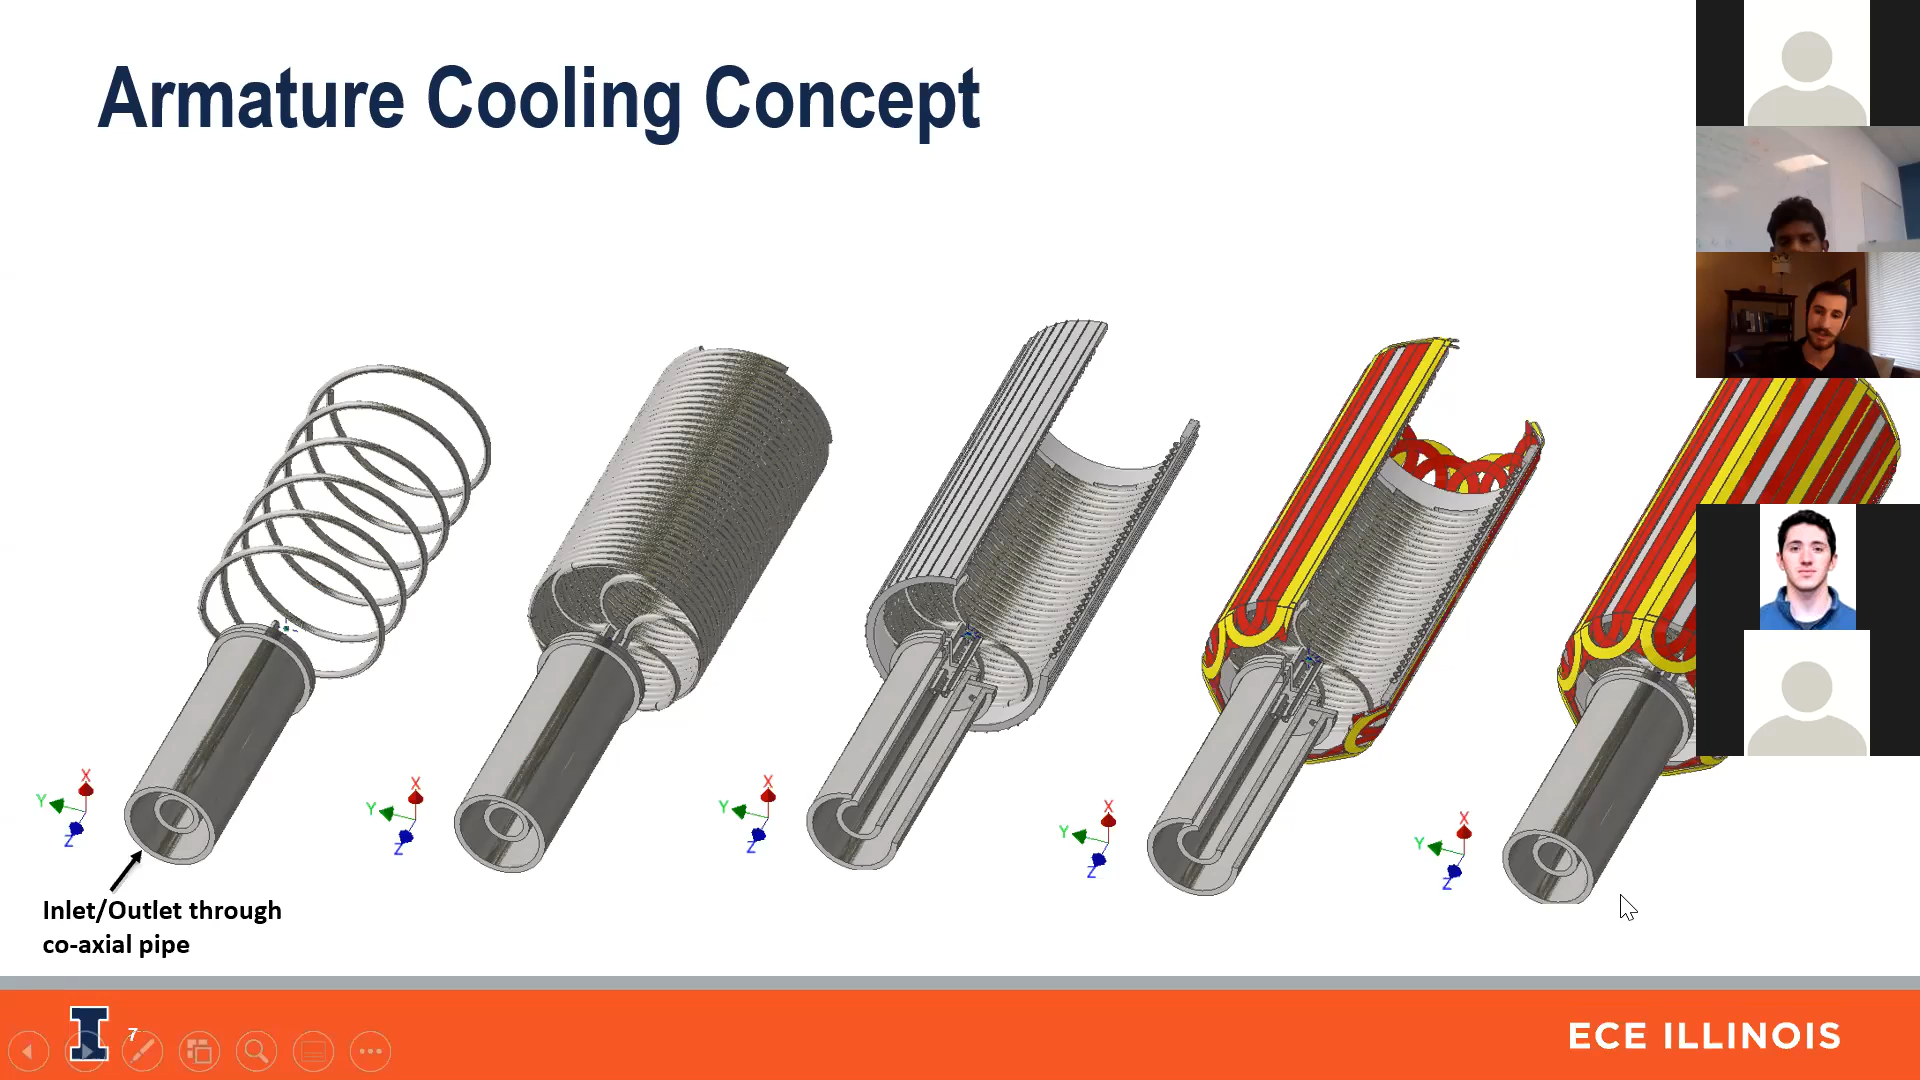 Armature Cooling Concept
X
Y
Z
X
Y
Z
X
Y
Z
X
Y
Z
X
Y
Z
Inlet/Outlet through
co-axial pipe
I
7
ECE ILLINOIS